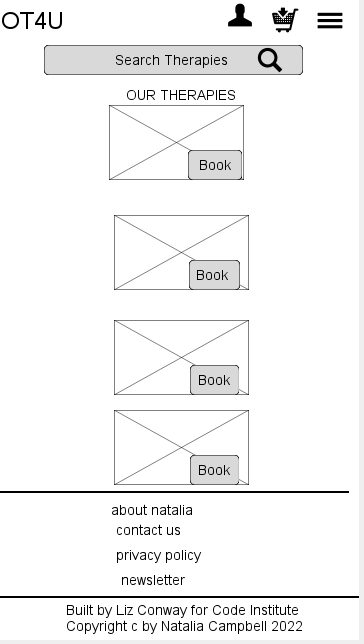 OT4U
Search Therapies
OUR THERAPIES
Book
Book
Book
Book
about natalia
contact us
privacy policy
newsletter
Built by Liz Conway for Code Institute
Copyright c by Natalia Campbell 2022